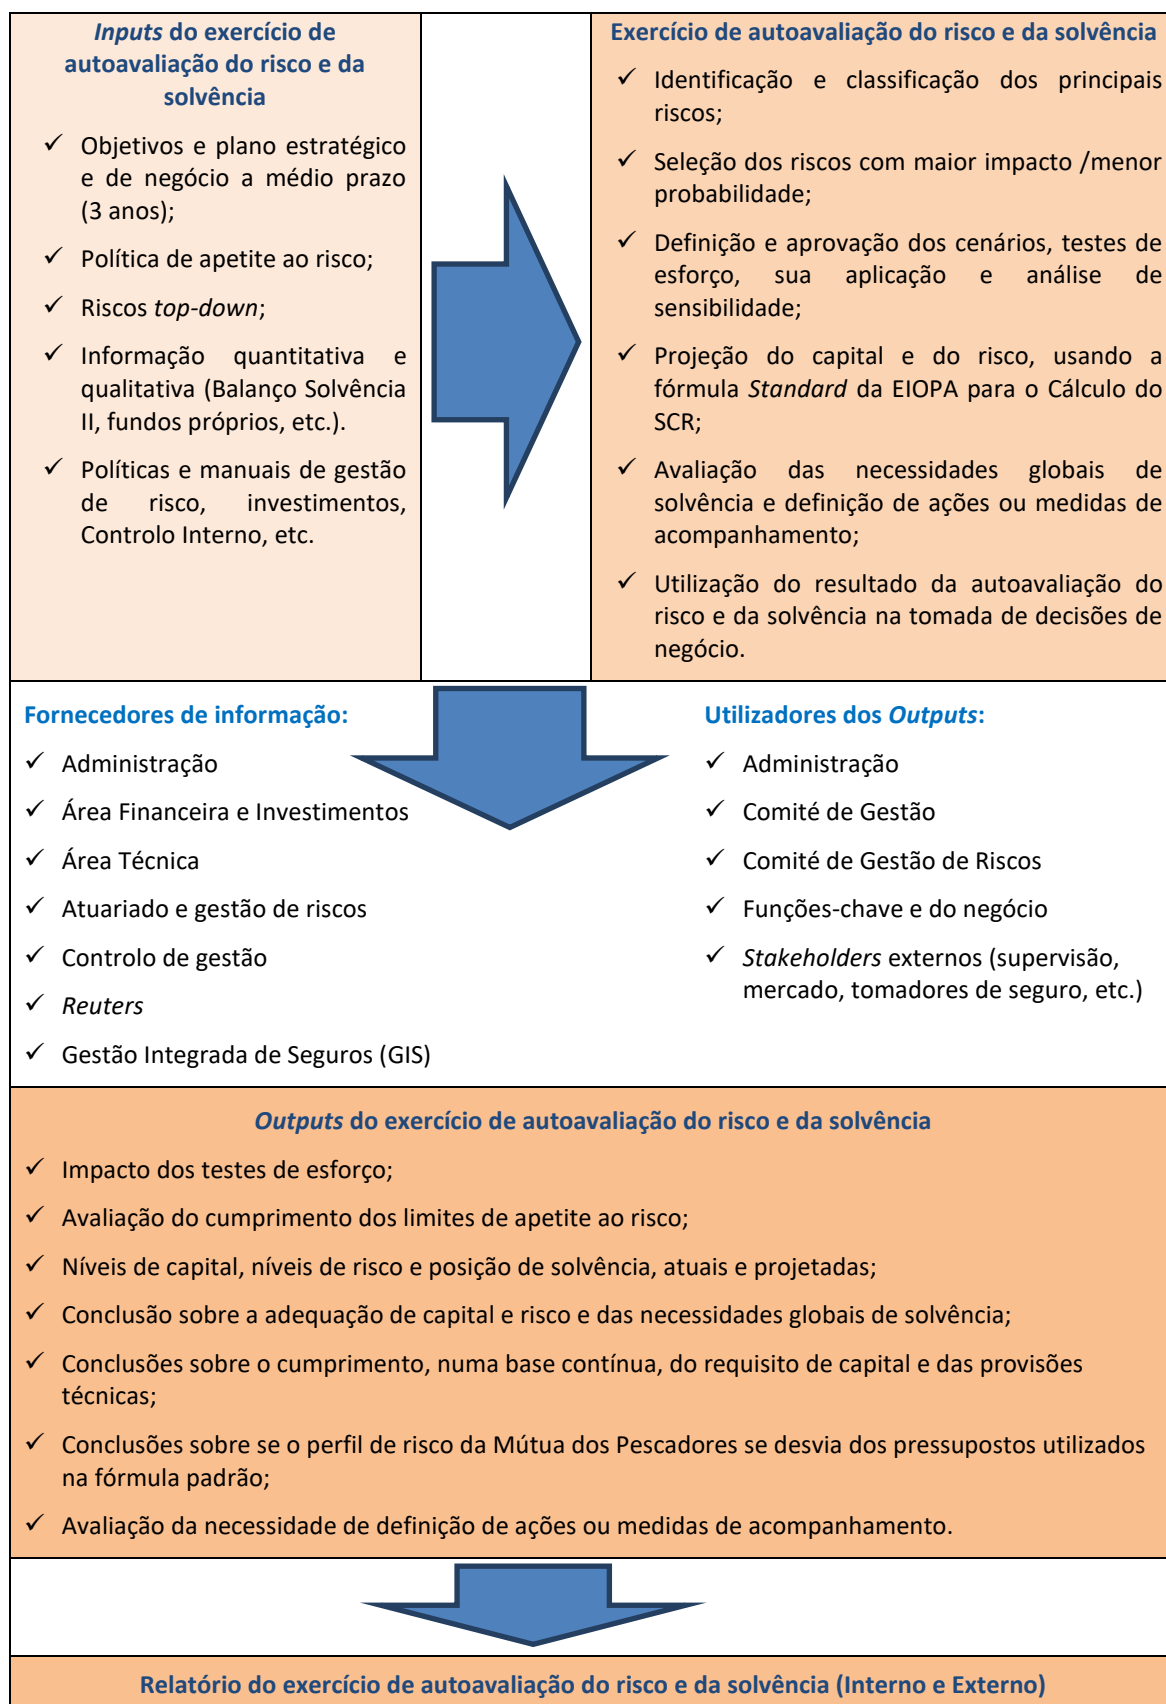 Inputs do exercício de
autoavaliação do risco e da
solvência
✓ Objetivos e plano estratégico
e de negócio a médio prazo
(3 anos);
✓ Política de apetite ao risco;
✓ Riscos top-down;
✓ Informação quantitativa e
qualitativa (Balanço Solvência
II, fundos próprios, etc.).
✓ Políticas e manuais de gestão
de risco, investimentos,
Controlo Interno, etc.
Exercício de autoavaliação do risco e da solvência
✓ Identificação e classificação dos principais
riscos;
✓ Seleção dos riscos com maior impacto /menor
probabilidade;
✓ Definição e aprovação dos cenários, testes de
esforço, sua aplicação e análise de
sensibilidade;
✓ Projeção do capital e do risco, usando a
fórmula Standard da EIOPA para o Cálculo do
SCR;
✓ Avaliação das necessidades globais de
solvência e definição de ações ou medidas de
acompanhamento;
✓ Utilização do resultado da autoavaliação do
risco e da solvência na tomada de decisões de
negócio.
Fornecedores de informação:
✓ Administração
✓ Área Financeira e Investimentos
✓ Área Técnica
✓ Atuariado e gestão de riscos
✓ Controlo de gestão
✓ Reuters
✓ Gestão Integrada de Seguros (GIS)
Utilizadores dos Outputs:
✓ Administração
✓ Comité de Gestão
✓ Comité de Gestão de Riscos
✓ Funções-chave e do negócio
✓ Stakeholders externos (supervisão,
mercado, tomadores de seguro, etc.)
Outputs do exercício de autoavaliação do risco e da solvência
✓ Impacto dos testes de esforço;
✓ Avaliação do cumprimento dos limites de apetite ao risco;
✓ Níveis de capital, níveis de risco e posição de solvência, atuais e projetadas;
✓ Conclusão sobre a adequação de capital e risco e das necessidades globais de solvência;
✓ Conclusões sobre o cumprimento, numa base contínua, do requisito de capital e das provisões
técnicas;
✓ Conclusões sobre se o perfil de risco da Mútua dos Pescadores se desvia dos pressupostos utilizados
na fórmula padrão;
✓ Avaliação da necessidade de definição de ações ou medidas de acompanhamento.
Relatório do exercício de autoavaliação do risco e da solvência (Interno e Externo)